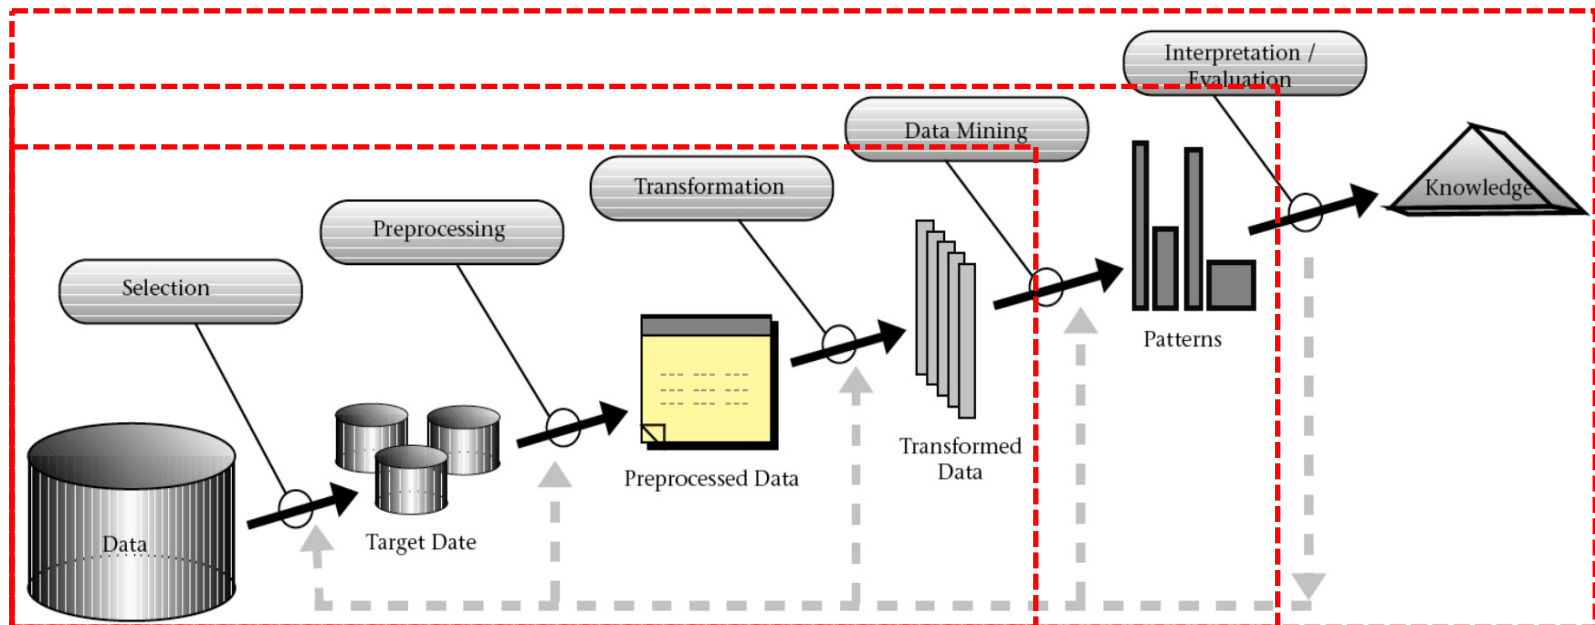 Interpretation /
Evaluation
Data Mining
Transformation
Preprocessing
Selection
Knowledge
Patterns
Transformed
Data
Preprocessed Data
Target Date
Data